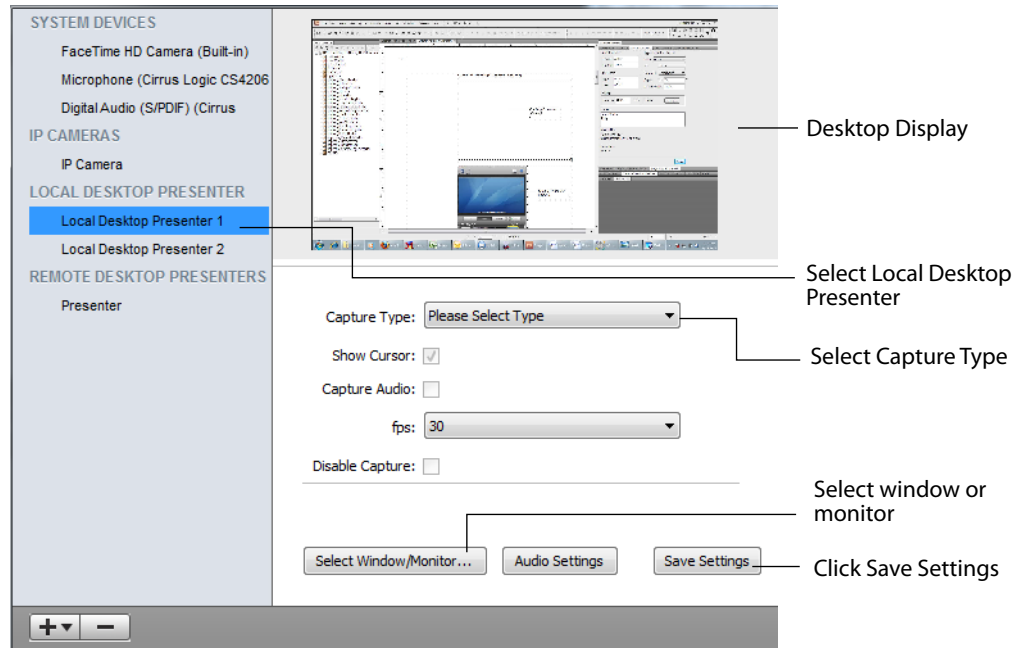 SYSTEM DEVICES
FaceTime HD Camera (Built-in)
Microphone (Cirrus Logic CS4206
Digital Audio (S/PDIF) (Cirrus
IP CAMERAS
IP Camera
LOCAL DESKTOP PRESENTER
Local Desktop Presenter 1
Local Desktop Presenter 2
REMOTE DESKTOP PRESENTERS
Presenter
Desktop Display
Select Local Desktop
Presenter
Capture Type: Please Select Type
Select Capture Type
Show Cursor:
Capture Audio:
fps: 30
Disable Capture:
Select window or
monitor
Select Window/Monitor... Audio Settings Save Settings
Click Save Settings